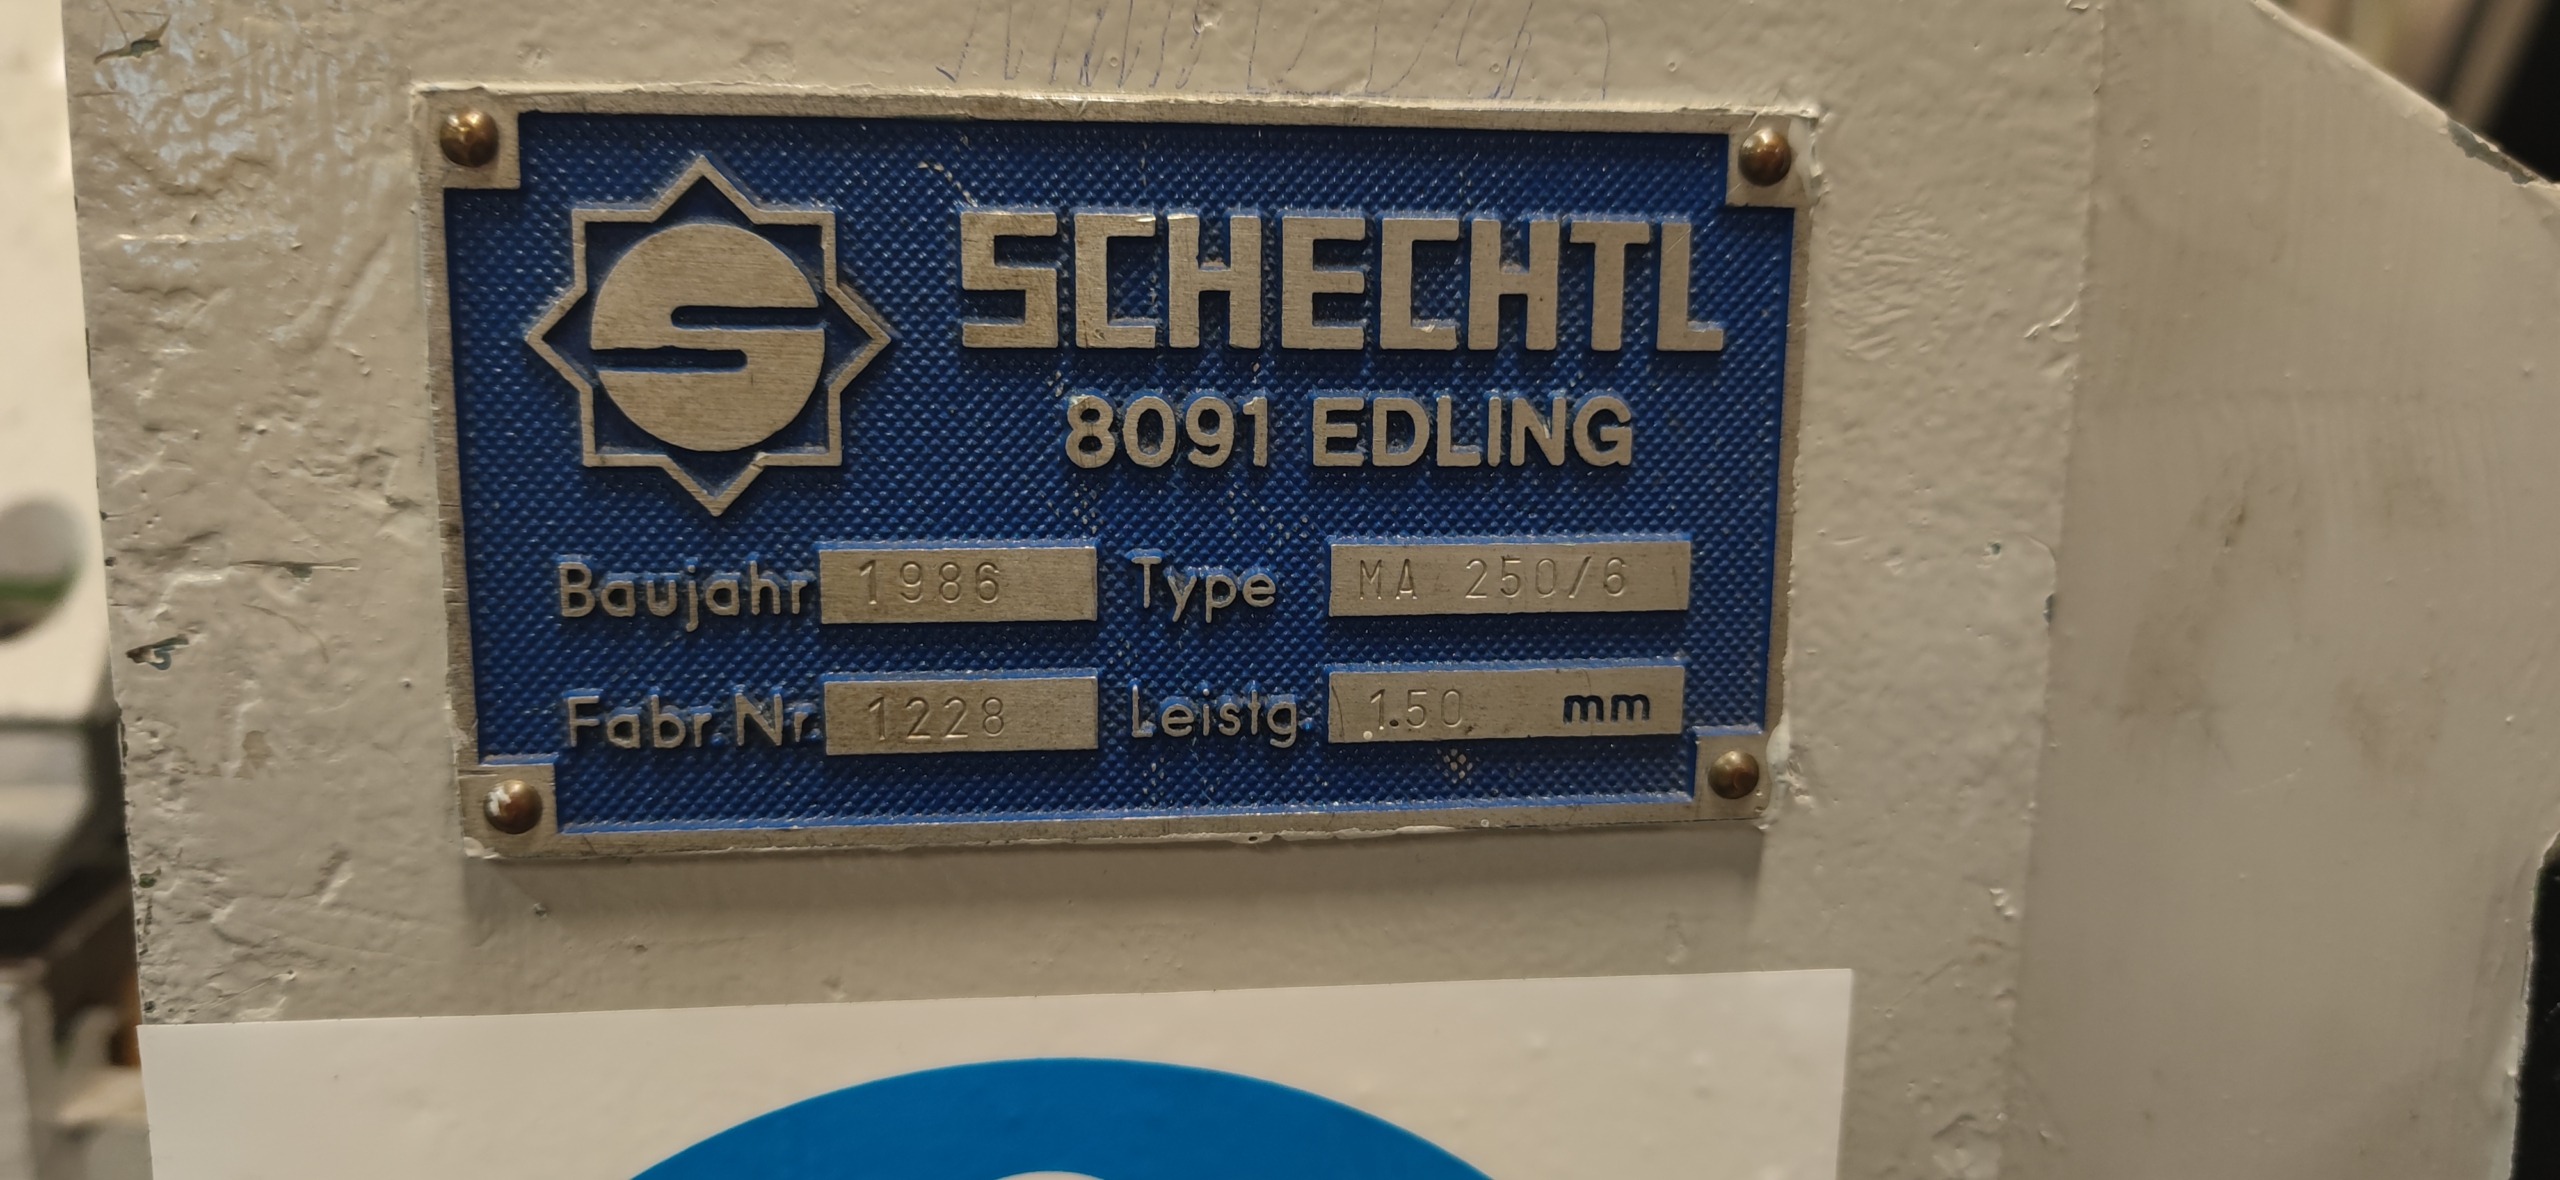 SCHECHTL
8091 EDLING
Baujahr 1986 Type MA 250/6
Fabr.Nr. 1228 Leistg. 1.50 mm